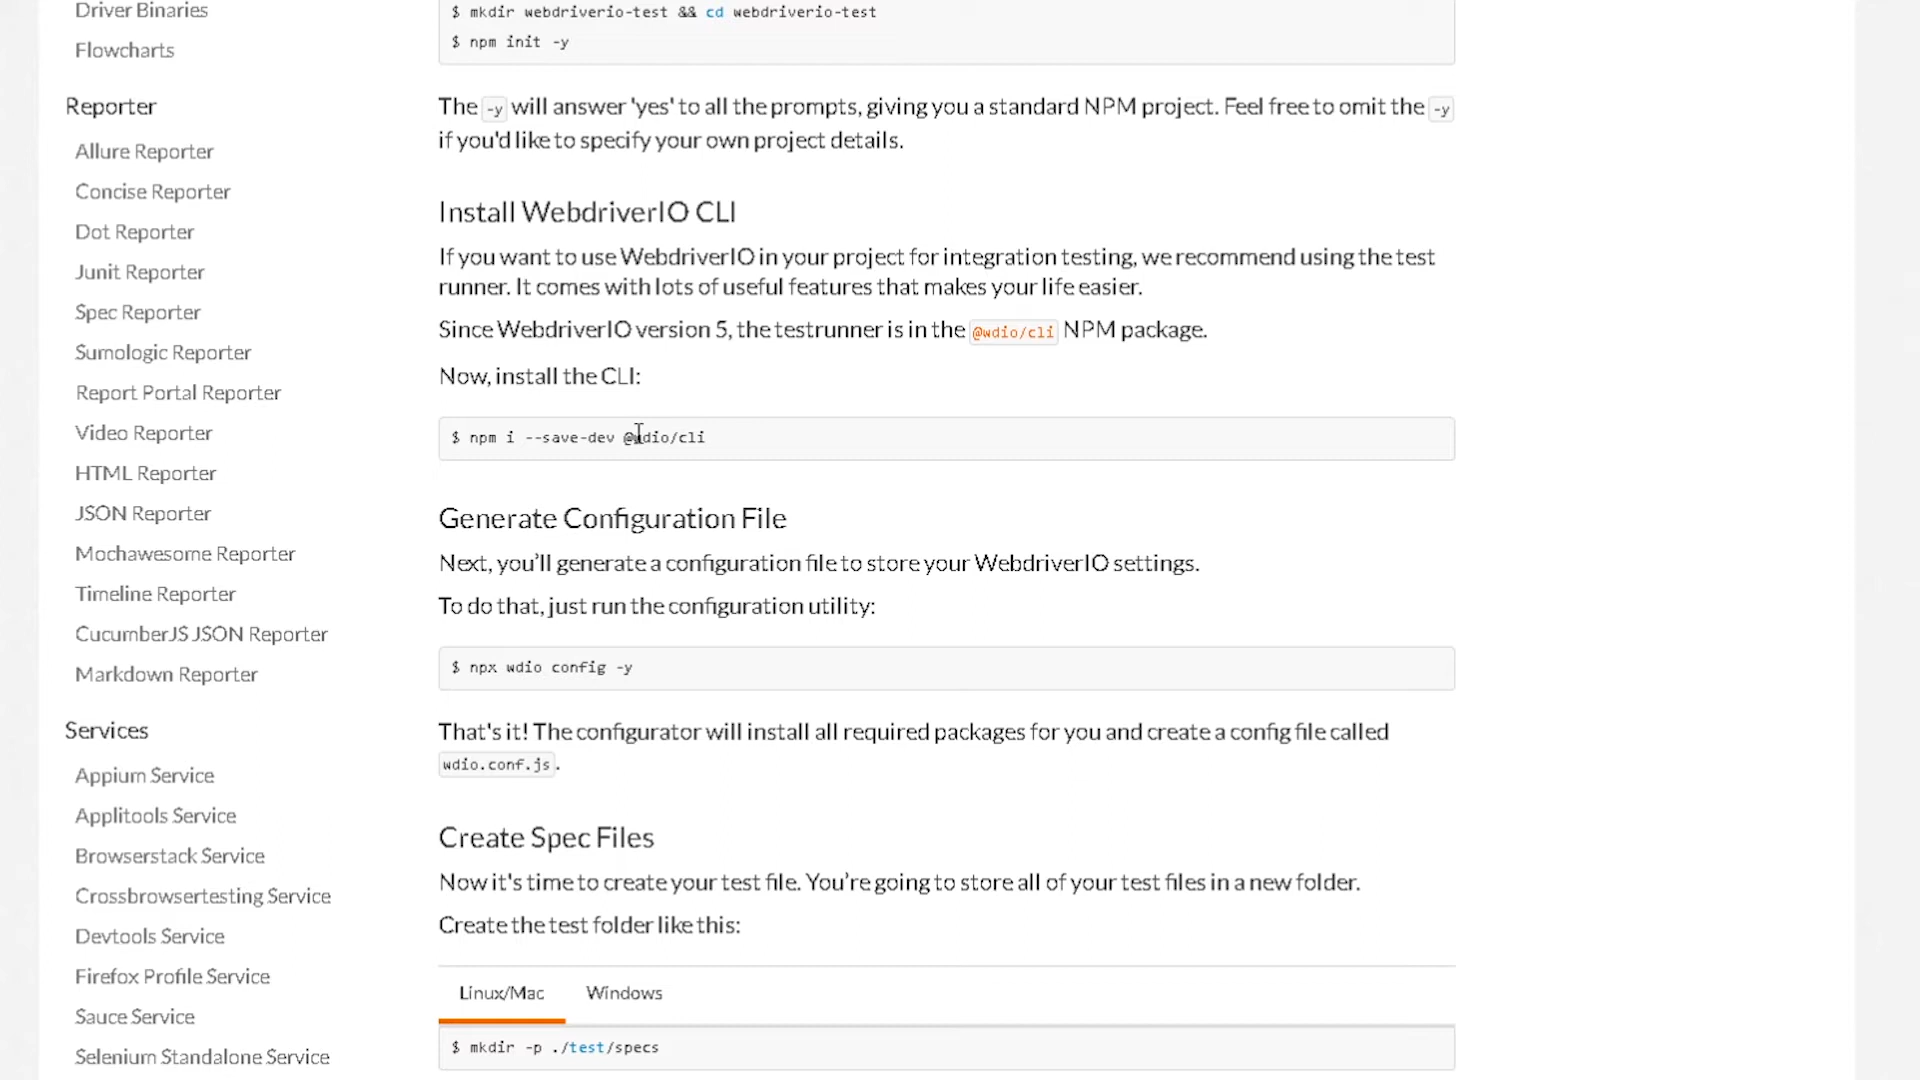 Driver Binaries
Flowcharts
Reporter
Allure Reporter
Concise Reporter
Dot Reporter
Junit Reporter
Spec Reporter
Sumologic Reporter
Report Portal Reporter
Video Reporter
HTML Reporter
JSON Reporter
Mochawesome Reporter
Timeline Reporter
CucumberJS JSON Reporter
Markdown Reporter
Services
Appium Service
Applitools Service
Browserstack Service
Crossbrowsertesting Service
Devtools Service
Firefox Profile Service
Sauce Service
Selenium Standalone Service
$ mkdir webdriverio-test && cd webdriverio-test
$ npm init -y
The -y will answer 'yes' to all the prompts, giving you a standard NPM project. Feel free to omit the -y
if you'd like to specify your own project details.
Install WebdriverIO CLI
If you want to use WebdriverIO in your project for integration testing, we recommend using the test
runner. It comes with lots of useful features that makes your life easier.
Since WebdriverIO version 5, the testrunner is in the @wdio/cli NPM package.
Now, install the CLI:
$ npm i --save-dev @wdio/cli
Generate Configuration File
Next, you’ll generate a configuration file to store your WebdriverIO settings.
To do that, just run the configuration utility:
$ npx wdio config -y
That's it! The configurator will install all required packages for you and create a config file called
wdio.conf.js.
Create Spec Files
Now it's time to create your test file. You’re going to store all of your test files in a new folder.
Create the test folder like this:
Linux/Mac Windows
$ mkdir -p ./test/specs